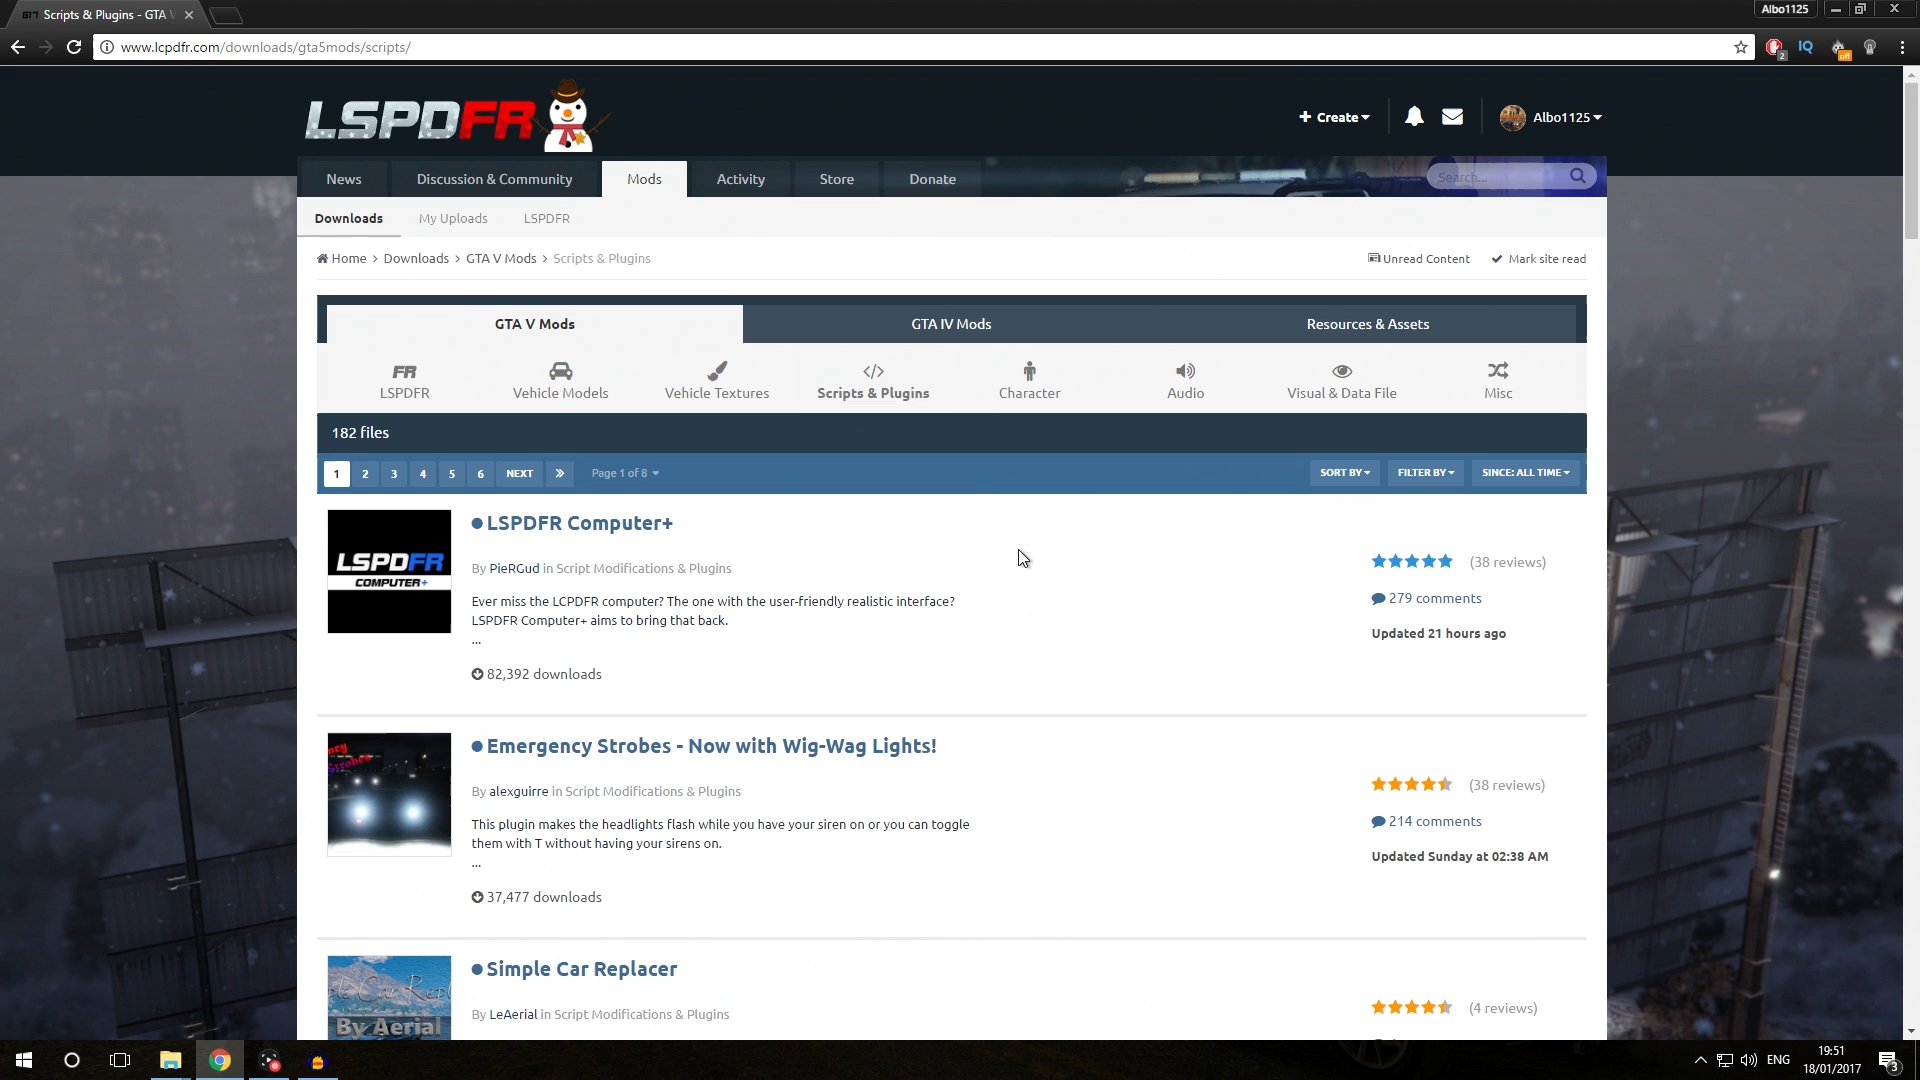 Scripts & Plugins - GTA V
Albo1125
www.lcpdfr.com/downloads/gta5mods/scripts/
2
IQ
off
LSPDFR
+ Create
Albo1125
News
Discussion & Community
Mods
Activity
Store
Donate
Search...
Downloads
My Uploads
LSPDFR
Home > Downloads > GTA V Mods > Scripts & Plugins
Unread Content
Mark site read
GTA V Mods
GTA IV Mods
Resources & Assets
FR
LSPDFR
Vehicle Models
Vehicle Textures
</>
Scripts & Plugins
Character
Audio
Visual & Data File
Misc
182 files
1 2 3 4 5 6 NEXT » Page 1 of 8
SORT BY
FILTER BY
SINCE: ALL TIME
LSPDFR
COMPUTER+
LSPDFR Computer+
By PieRGud in Script Modifications & Plugins
Ever miss the LCPDFR computer? The one with the user-friendly realistic interface?
LSPDFR Computer+ aims to bring that back.
...
82,392 downloads
(38 reviews)
279 comments
Updated 21 hours ago
Emergency Strobes - Now with Wig-Wag Lights!
By alexguirre in Script Modifications & Plugins
This plugin makes the headlights flash while you have your siren on or you can toggle
them with T without having your sirens on.
...
37,477 downloads
(38 reviews)
214 comments
Updated Sunday at 02:38 AM
By Aerial
Simple Car Replacer
By LeAerial in Script Modifications & Plugins
(4 reviews)
ENG
19:51
18/01/2017
3